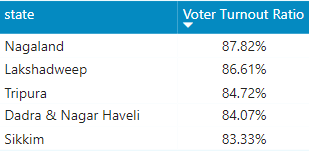 state Voter Turnout Ratio
Nagaland 87.82%
Lakshadweep 86.61%
Tripura 84.72%
Dadra & Nagar Haveli 84.07%
Sikkim 83.33%